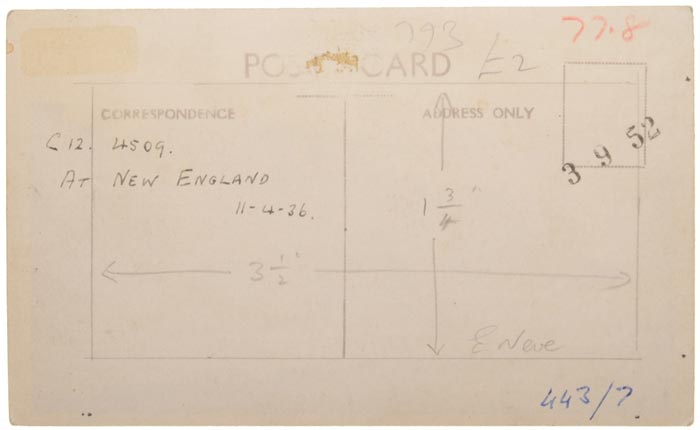 793
77.8
POST CARD
£2
CORRESPONDENCE
ADDRESS ONLY
3 9 52
C12. 4509.
AT NEW ENGLAND
11-4-36.
1 3/4"
3 1/2"
E Neve
443/7